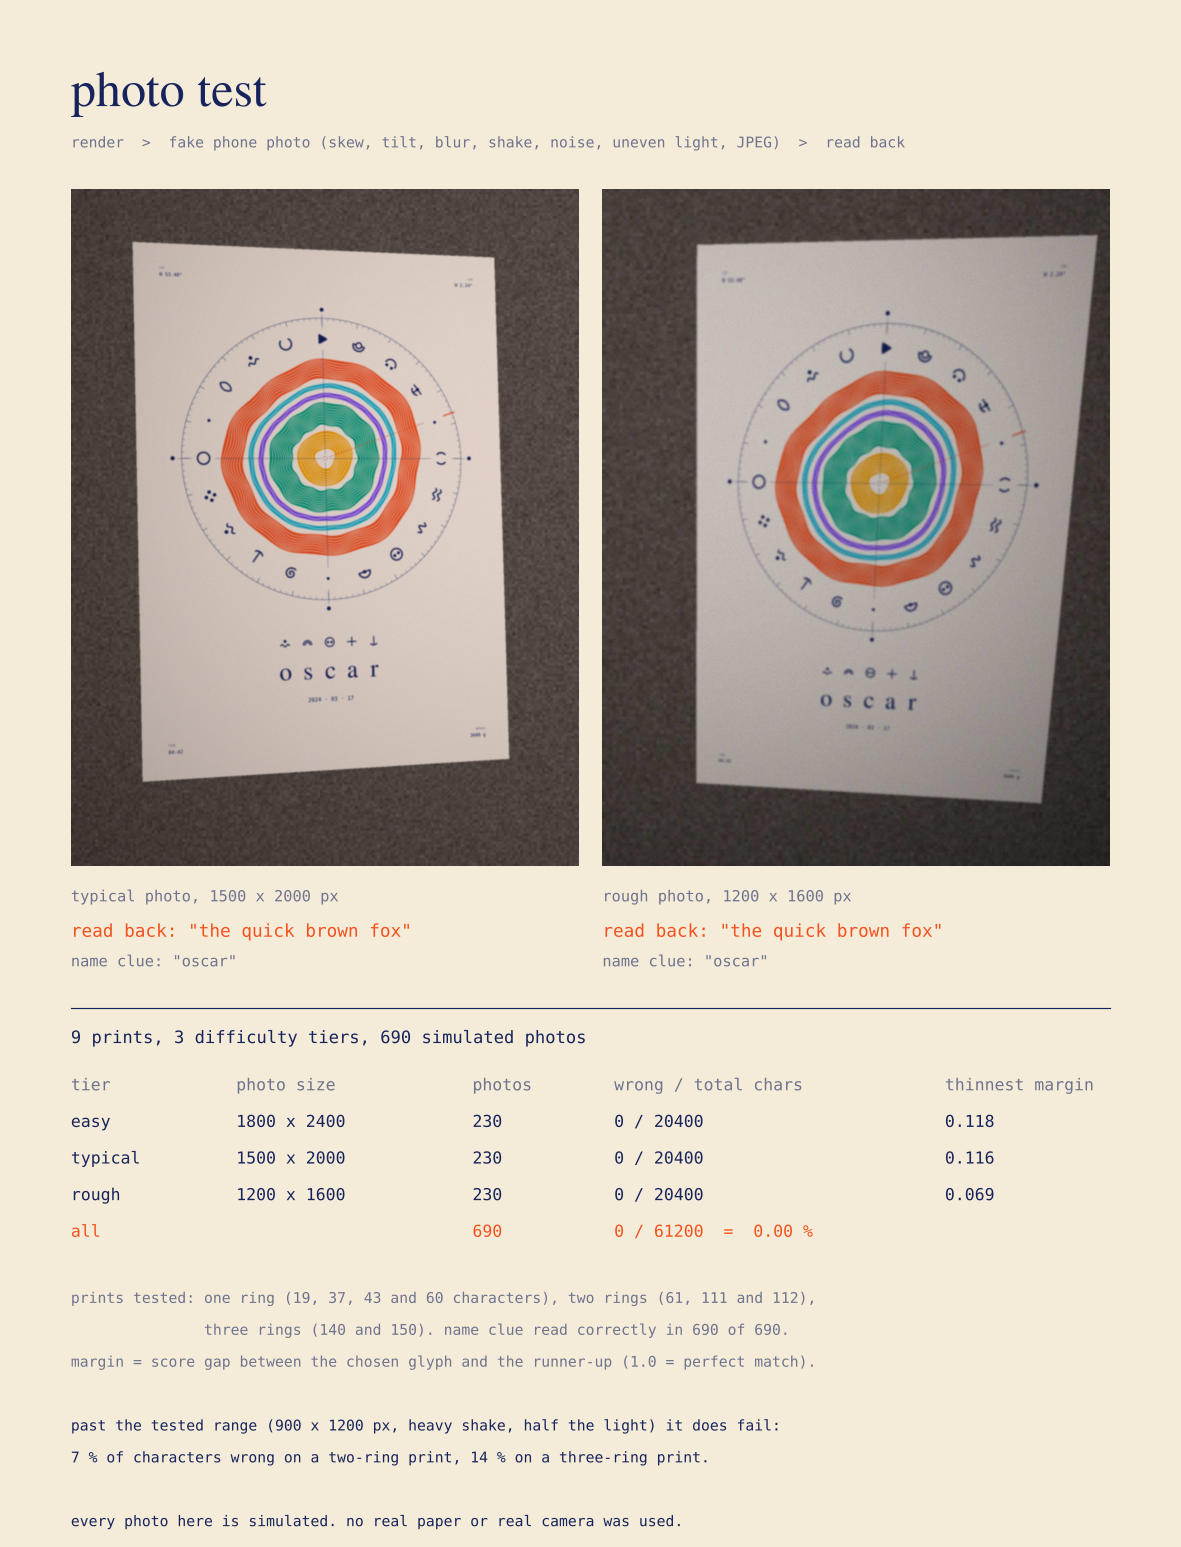 photo test
render > fake phone photo (skew, tilt, blur, shake, noise, uneven light, JPEG) > read back
oscar
2024 · 03 · 17
oscar
2024 · 03 · 17
typical photo, 1500 x 2000 px
read back: "the quick brown fox"
name clue: "oscar"
rough photo, 1200 x 1600 px
read back: "the quick brown fox"
name clue: "oscar"
9 prints, 3 difficulty tiers, 690 simulated photos
tier photo size photos wrong / total chars thinnest margin
easy 1800 x 2400 230 0 / 20400 0.118
typical 1500 x 2000 230 0 / 20400 0.116
rough 1200 x 1600 230 0 / 20400 0.069
all 690 0 / 61200 = 0.00 %
prints tested: one ring (19, 37, 43 and 60 characters), two rings (61, 111 and 112),
three rings (140 and 150). name clue read correctly in 690 of 690.
margin = score gap between the chosen glyph and the runner-up (1.0 = perfect match).
past the tested range (900 x 1200 px, heavy shake, half the light) it does fail:
7 % of characters wrong on a two-ring print, 14 % on a three-ring print.
every photo here is simulated. no real paper or real camera was used.